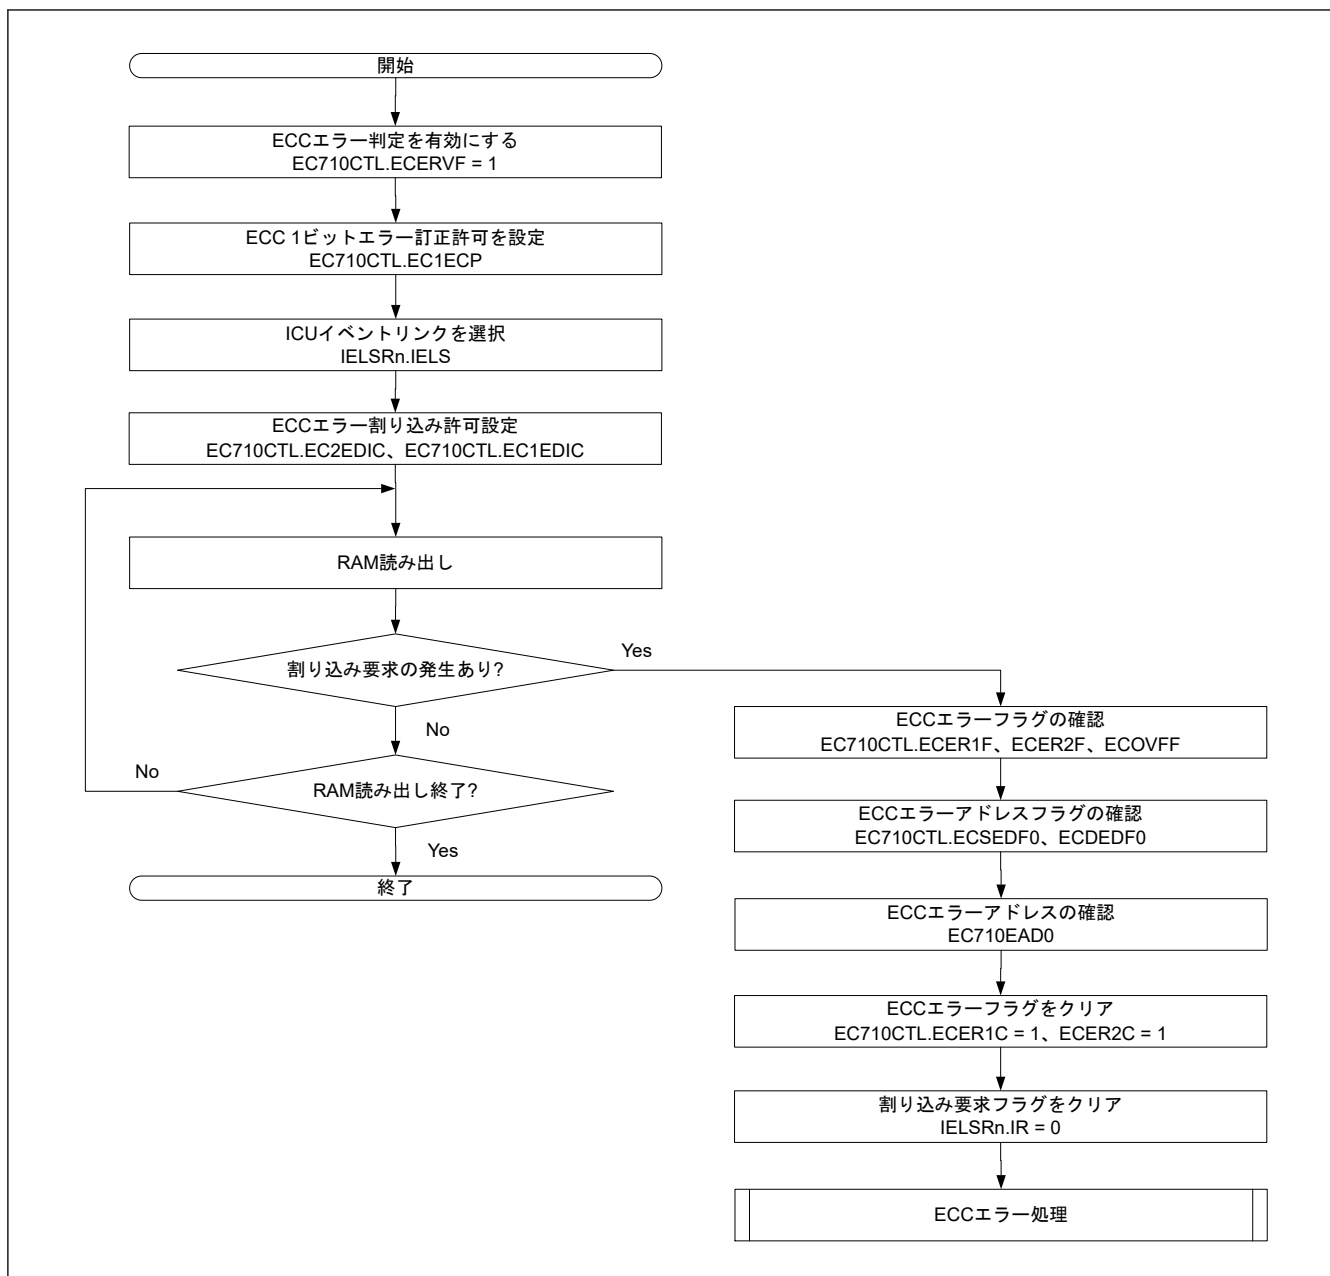 開始
ECCエラー判定を有効にする
EC710CTL.ECERVF = 1
ECC 1ビットエラー訂正許可を設定
EC710CTL.EC1ECP
ICUイベントリンクを選択
IELSRn.IELS
ECCエラー割り込み許可設定
EC710CTL.EC2EDIC、EC710CTL.EC1EDIC
RAM読み出し
割り込み要求の発生あり?
Yes
No
RAM読み出し終了?
No
Yes
終了
ECCエラーフラグの確認
EC710CTL.ECER1F、ECER2F、ECOVFF
ECCエラーアドレスフラグの確認
EC710CTL.ECSEDF0、ECDEDF0
ECCエラーアドレスの確認
EC710EAD0
ECCエラーフラグをクリア
EC710CTL.ECER1C = 1、ECER2C = 1
割り込み要求フラグをクリア
IELSRn.IR = 0
ECCエラー処理